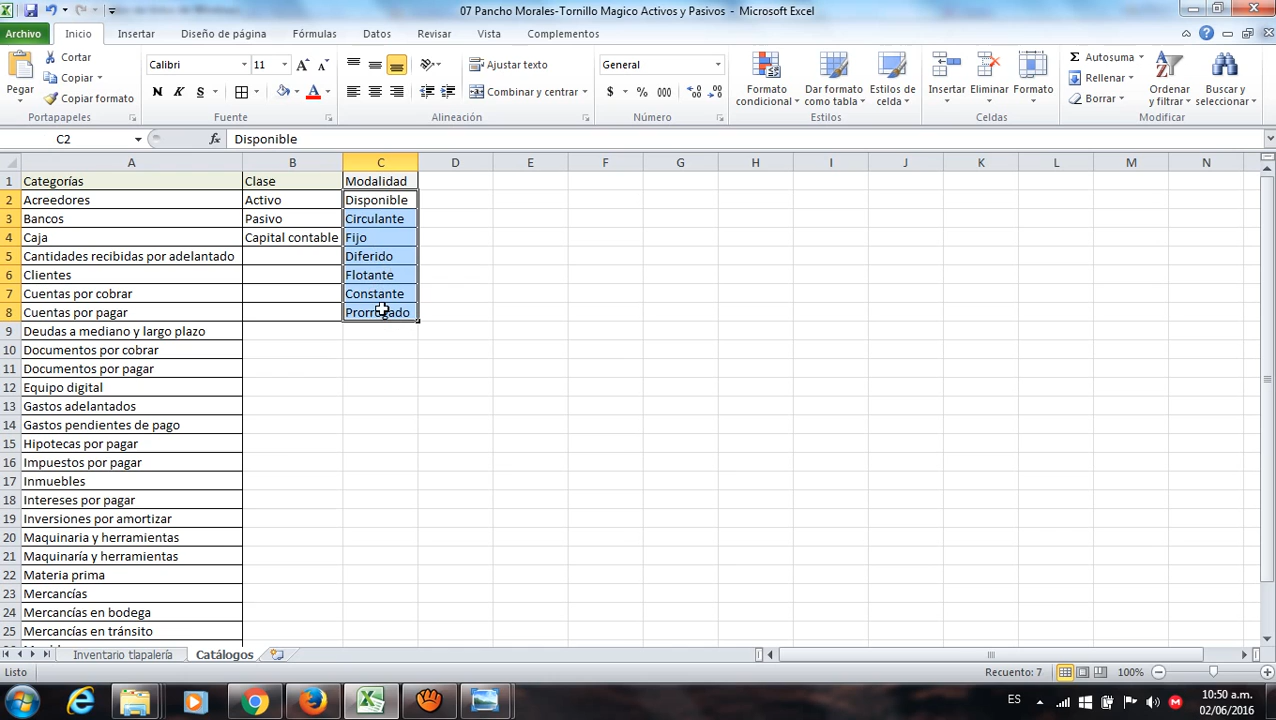 07 Pancho Morales-Tornillo Magico Activos y Pasivos - Microsoft Excel
Archivo Inicio Insertar Diseño de página Fórmulas Datos Revisar Vista Complementos
Pegar
Cortar
Copiar
Copiar formato
Portapapeles
Calibri 11
N K S
Fuente
Ajustar texto
Combinar y centrar
Alineación
General
$ % 000
Número
Formato condicional
Dar formato como tabla
Estilos de celda
Estilos
Insertar Eliminar Formato
Celdas
Autosuma
Rellenar
Borrar
Ordenar y filtrar
Buscar y seleccionar
Modificar
C2 fx Disponible
A B C D E F G H I J K L M N
1 Categorías Clase Modalidad
2 Acreedores Activo Disponible
3 Bancos Pasivo Circulante
4 Caja Capital contable Fijo
5 Cantidades recibidas por adelantado Diferido
6 Clientes Flotante
7 Cuentas por cobrar Constante
8 Cuentas por pagar Prorrogado
9 Deudas a mediano y largo plazo
10 Documentos por cobrar
11 Documentos por pagar
12 Equipo digital
13 Gastos adelantados
14 Gastos pendientes de pago
15 Hipotecas por pagar
16 Impuestos por pagar
17 Inmuebles
18 Intereses por pagar
19 Inversiones por amortizar
20 Maquinaria y herramientas
21 Maquinaría y herramientas
22 Materia prima
23 Mercancías
24 Mercancías en bodega
25 Mercancías en tránsito
Inventario tlapalería Catálogos
Listo Recuento: 7 100%
ES 10:50 a.m.
02/06/2016